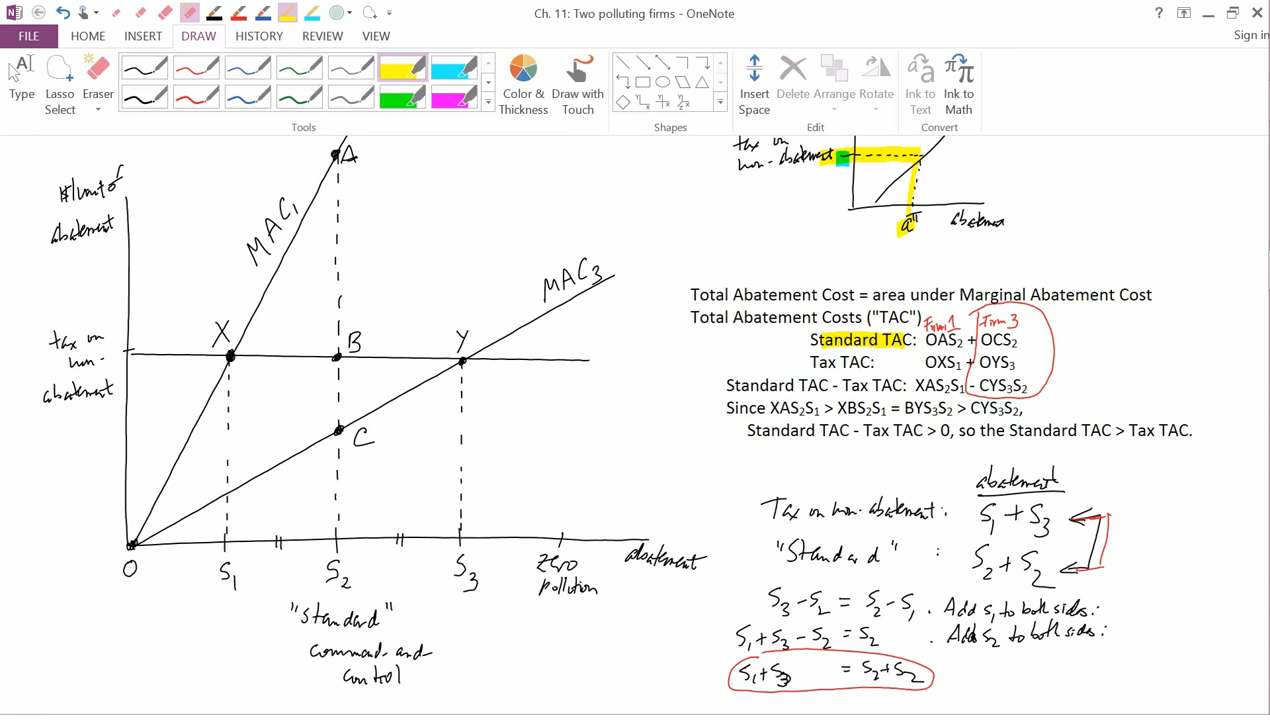 Ch. 11: Two polluting firms - OneNote
?
FILE HOME INSERT DRAW HISTORY REVIEW VIEW
Sign in
Type
Lasso
Select
Eraser
Color &
Thickness
Draw with
Touch
Insert
Space
Delete
Arrange
Rotate
Ink to
Text
Ink to
Math
Tools
Shapes
Edit
Convert
$/unit of
abatement
MAC₁
A
MAC₃
X
B
Y
C
tax on
non-
abatement
O
S₁
S₂
S₃
zero
pollution
abatement
"Standard"
command-and-
control
tax on
non-abatement
abatement
Total Abatement Cost = area under Marginal Abatement Cost
Total Abatement Costs ("TAC")
Firm 1
Firm 3
Standard TAC: OAS₂ + OCS₂
Tax TAC: OXS₁ + OYS₃
Standard TAC - Tax TAC: XAS₂S₁ - CYS₃S₂
Since XAS₂S₁ > XBS₂S₁ = BYS₃S₂ > CYS₃S₂,
Standard TAC - Tax TAC > 0, so the Standard TAC > Tax TAC.
abatement
Tax on non-abatement: S₁ + S₃
"Standard" : S₂ + S₂
S₃ - S₂ = S₂ - S₁ . Add S₁ to both sides:
S₁ + S₃ - S₂ = S₂ . Add S₂ to both sides:
S₁ + S₃ = S₂ + S₂